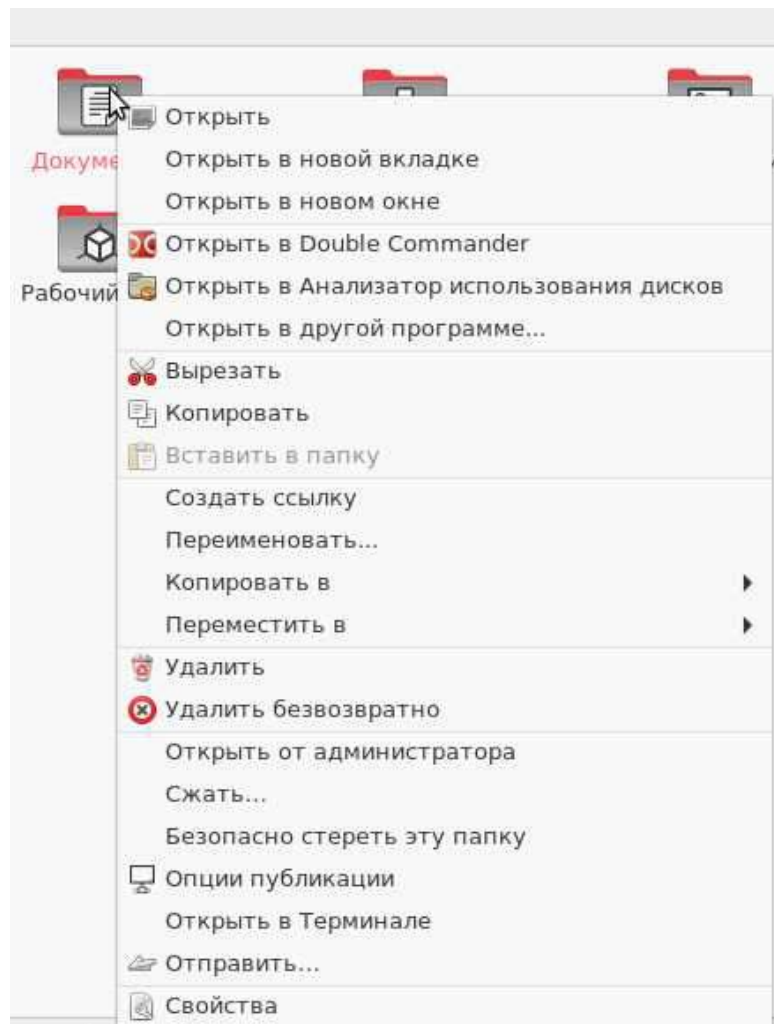 Докуме
Рабочий
Открыть
Открыть в новой вкладке
Открыть в новом окне
Открыть в Double Commander
Открыть в Анализатор использования дисков
Открыть в другой программе...
Вырезать
Копировать
Вставить в папку
Создать ссылку
Переименовать...
Копировать в
Переместить в
Удалить
Удалить безвозвратно
Открыть от администратора
Сжать...
Безопасно стереть эту папку
Опции публикации
Открыть в Терминале
Отправить...
Свойства